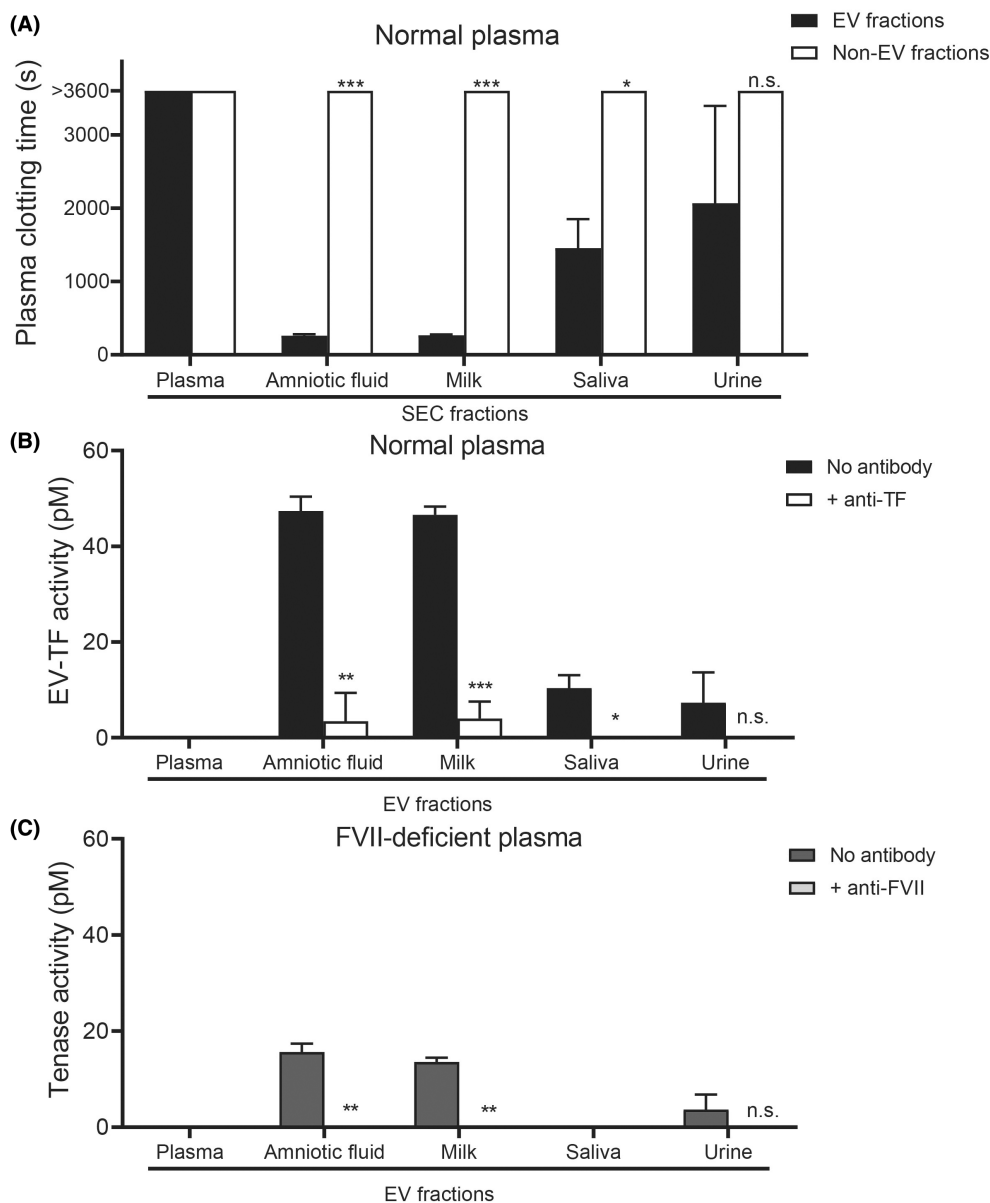 (A)
Normal plasma
EV fractions
Non-EV fractions
Plasma clotting time (s)
>3600
3000
2000
1000
0
***
***
*
n.s.
Plasma
Amniotic fluid
Milk
Saliva
Urine
SEC fractions
(B)
Normal plasma
No antibody
+ anti-TF
EV-TF activity (pM)
60
40
20
0
**
***
*
n.s.
Plasma
Amniotic fluid
Milk
Saliva
Urine
EV fractions
(C)
FVII-deficient plasma
No antibody
+ anti-FVII
Tenase activity (pM)
60
40
20
0
**
**
n.s.
Plasma
Amniotic fluid
Milk
Saliva
Urine
EV fractions